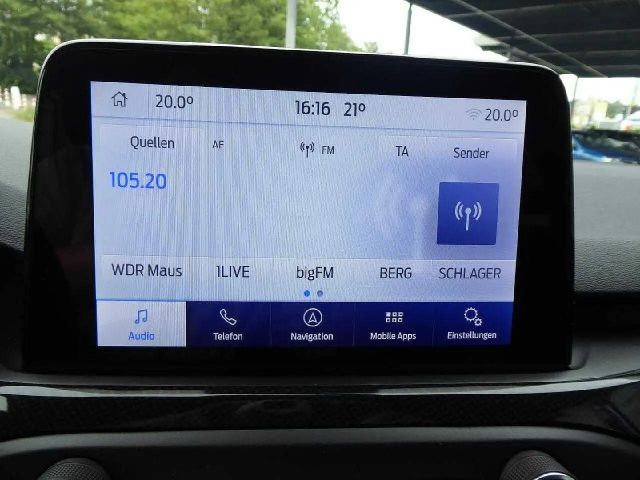 20.0° 16:16 21° 20.0°
Quellen AF FM TA Sender
105.20
WDR Maus 1LIVE bigFM BERG SCHLAGER
Audio Telefon Navigation Mobile Apps Einstellungen